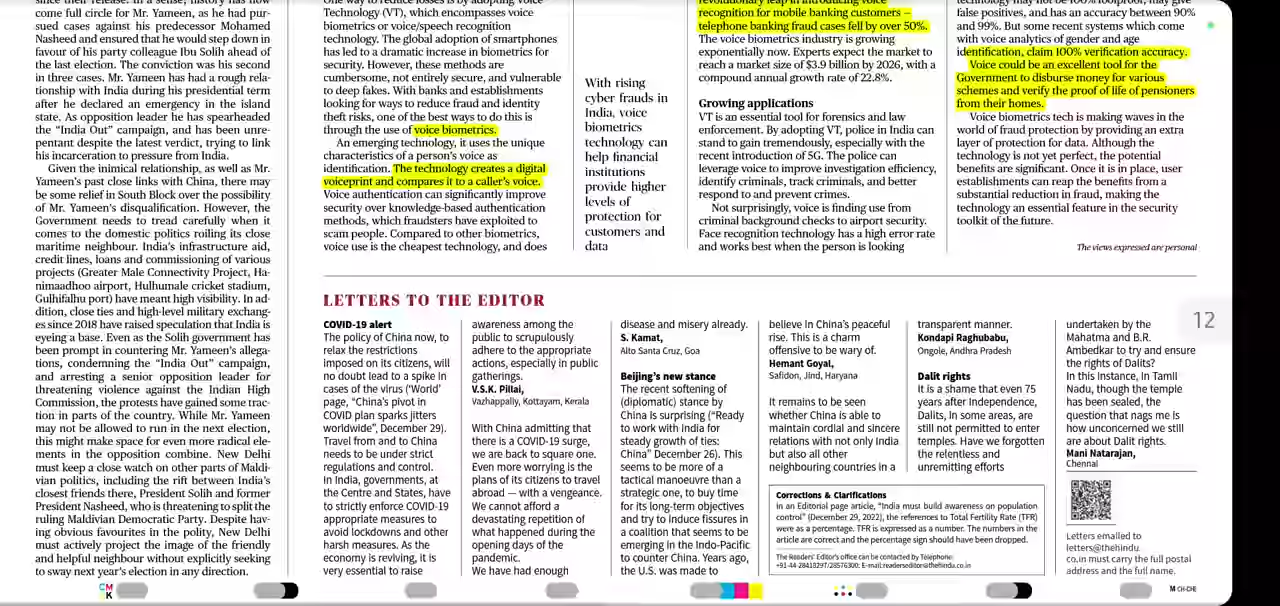 come full circle for Mr. Yameen, as he had pur-
sued cases against his predecessor Mohamed
Nasheed and ensured that he would step down in
favour of his party colleague Ibu Solih ahead of
the last election. The conviction was his second
in three cases. Mr. Yameen has had a rough rela-
tionship with India during his presidential term
after he declared an emergency in the island
state. As opposition leader he has spearheaded
the “India Out” campaign, and has been unre-
pentant despite the latest verdict, trying to link
his incarceration to pressure from India.
Given the inimical relationship, as well as Mr.
Yameen's past close links with China, there may
be some relief in South Block over the possibility
of Mr. Yameen's disqualification. However, the
Government needs to read carefully when it
comes to the domestic politics roiling its close
maritime neighbour. India's infrastructure aid,
credit lines, loans and commissioning of various
projects (Greater Male Connectivity Project, Ha-
nimaadhoo airport, Hulhumale cricket stadium,
Gulhifalhu port) have meant high visibility. In ad-
dition, close ties and high-level military exchang-
es since 2018 have raised speculation that India is
eyeing a base. Even as the Solih government has
been prompt in countering Mr. Yameen's allega-
tions, condemning the “India Out” campaign,
and arresting a senior opposition leader for
threatening violence against the Indian High
Commission, the protests have gained some trac-
tion in parts of the country. While Mr. Yameen
may not be allowed to run in the next election,
this might make space for even more radical ele-
ments in the opposition combine. New Delhi
must keep a close watch on other parts of Maldi-
vian politics, including the rift between India's
closest friends there, President Solih and former
President Nasheed, who is threatening to split the
ruling Maldivian Democratic Party. Despite hav-
ing obvious favourites in the polity, New Delhi
must actively project the image of the friendly
and helpful neighbour without explicitly seeking
to sway next year's election in any direction.
Technology (VT), which encompasses voice
biometrics or voice/speech recognition
technology. The global adoption of smartphones
has led to a dramatic increase in biometrics for
security. However, these methods are
cumbersome, not entirely secure, and vulnerable
to deep fakes. With banks and establishments
looking for ways to reduce fraud and identity
theft risks, one of the best ways to do this is
through the use of voice biometrics.
An emerging technology, it uses the unique
characteristics of a person's voice as
identification. The technology creates a digital
voiceprint and compares it to a caller's voice.
Voice authentication can significantly improve
security over knowledge-based authentication
methods, which fraudsters have exploited to
scam people. Compared to other biometrics,
voice use is the cheapest technology, and does
With rising
cyber frauds in
India, voice
biometrics
technology can
help financial
institutions
provide higher
levels of
protection for
customers and
data
recognition for mobile banking customers —
telephone banking fraud cases fell by over 50%.
The voice biometrics industry is growing
exponentially now. Experts expect the market to
reach a market size of $3.9 billion by 2026, with a
compound annual growth rate of 22.8%.
Growing applications
VT is an essential tool for forensics and law
enforcement. By adopting VT, police in India can
stand to gain tremendously, especially with the
recent introduction of 5G. The police can
leverage voice to improve investigation efficiency,
identify criminals, track criminals, and better
respond to and prevent crimes.
Not surprisingly, voice is finding use from
criminal background checks to airport security.
Face recognition technology has a high error rate
and works best when the person is looking
false positives, and has an accuracy between 90%
and 99%. But some recent systems which come
with voice analytics of gender and age
identification, claim 100% verification accuracy.
Voice could be an excellent tool for the
Government to disburse money for various
schemes and verify the proof of life of pensioners
from their homes.
Voice biometrics tech is making waves in the
world of fraud protection by providing an extra
layer of protection for data. Although the
technology is not yet perfect, the potential
benefits are significant. Once it is in place, user
establishments can reap the benefits from a
substantial reduction in fraud, making the
technology an essential feature in the security
toolkit of the future.
The views expressed are personal
12
LETTERS TO THE EDITOR
COVID-19 alert
The policy of China now, to
relax the restrictions
imposed on its citizens, will
no doubt lead to a spike in
cases of the virus (‘World’
page, “China's pivot in
COVID plan sparks jitters
worldwide”, December 29).
Travel from and to China
needs to be under strict
regulations and control.
In India, governments, at
the Centre and States, have
to strictly enforce COVID-19
appropriate measures to
avoid lockdowns and other
harsh measures. As the
economy is reviving, it is
very essential to raise
awareness among the
public to scrupulously
adhere to the appropriate
actions, especially in public
gatherings.
V.S.K. Pillai,
Vazhappally, Kottayam, Kerala
With China admitting that
there is a COVID-19 surge,
we are back to square one.
Even more worrying is the
plans of its citizens to travel
abroad — with a vengeance.
We cannot afford a
devastating repetition of
what happened during the
opening days of the
pandemic.
We have had enough
disease and misery already.
S. Kamat,
Alto Santa Cruz, Goa
Beijing's new stance
The recent softening of
(diplomatic) stance by
China is surprising (“Ready
to work with India for
steady growth of ties:
China” December 26). This
seems to be more of a
tactical manoeuvre than a
strategic one, to buy time
for its long-term objectives
and try to induce fissures in
a coalition that seems to be
emerging in the Indo-Pacific
to counter China. Years ago,
the U.S. was made to
believe in China's peaceful
rise. This is a charm
offensive to be wary of.
Hemant Goyal,
Safidon, Jind, Haryana
It remains to be seen
whether China is able to
maintain cordial and sincere
relations with not only India
but also all other
neighbouring countries in a
transparent manner.
Kondapi Raghubabu,
Ongole, Andhra Pradesh
Dalit rights
It is a shame that even 75
years after Independence,
Dalits, in some areas, are
still not permitted to enter
temples. Have we forgotten
the relentless and
unremitting efforts
undertaken by the
Mahatma and B.R.
Ambedkar to try and ensure
the rights of Dalits?
In this instance, in Tamil
Nadu, though the temple
has been sealed, the
question that nags me is
how unconcerned we still
are about Dalit rights.
Mani Natarajan,
Chennai
Corrections & Clarifications
In an Editorial page article, “India must build awareness on population
control” (December 29, 2022), the references to Total Fertility Rate (TFR)
were as a percentage. TFR is expressed as a number. The numbers in the
article are correct and the percentage sign should have been dropped.
The Readers' Editor's office can be contacted by Telephone:
+91-44-28418297/28576300; E-mail:readerseditor@thehindu.co.in
Letters emailed to
letters@thehindu
co.in must carry the full postal
address and the full name.
C M
K
M CH-CHE